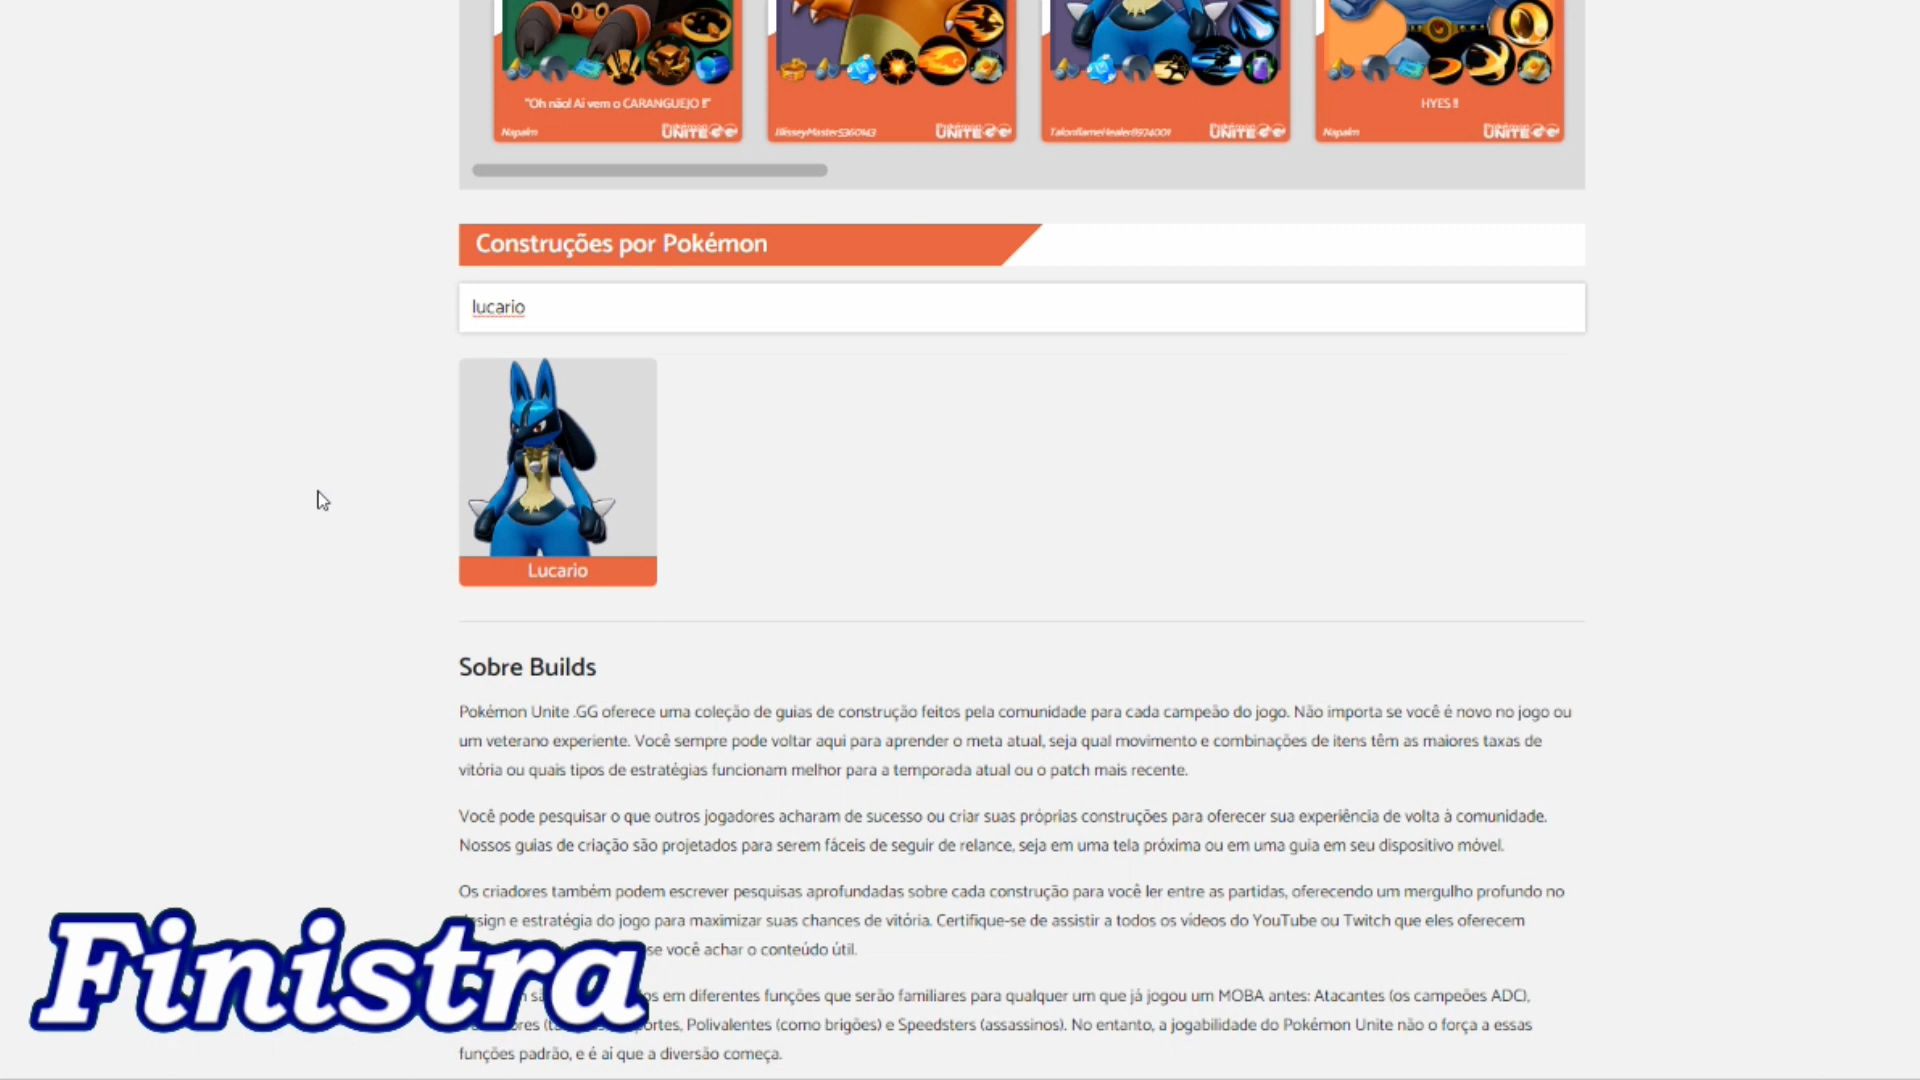 "Oh não! Aí vem o CARANGUEJO !!"
HYES !!
Napalm
UNITE
UNITE
UNITE
Napalm
UNITE
Construções por Pokémon
lucario
Lucario
Sobre Builds
Pokémon Unite .GG oferece uma coleção de guias de construção feitos pela comunidade para cada campeão do jogo. Não importa se você é novo no jogo ou
um veterano experiente. Você sempre pode voltar aqui para aprender o meta atual, seja qual movimento e combinações de itens têm as maiores taxas de
vitória ou quais tipos de estratégias funcionam melhor para a temporada atual ou o patch mais recente.
Você pode pesquisar o que outros jogadores acharam de sucesso ou criar suas próprias construções para oferecer sua experiência de volta à comunidade.
Nossos guias de criação são projetados para serem fáceis de seguir de relance, seja em uma tela próxima ou em uma guia em seu dispositivo móvel.
Os criadores também podem escrever pesquisas aprofundadas sobre cada construção para você ler entre as partidas, oferecendo um mergulho profundo no
e estratégia do jogo para maximizar suas chances de vitória. Certifique-se de assistir a todos os vídeos do YouTube ou Twitch que eles oferecem
se você achar o conteúdo útil.
em diferentes funções que serão familiares para qualquer um que já jogou um MOBA antes: Atacantes (os campeões ADC),
Polivalentes (como brigões) e Speedsters (assassinos). No entanto, a jogabilidade do Pokémon Unite não o força a essas
funções padrão, e é aí que a diversão começa.
Finistra